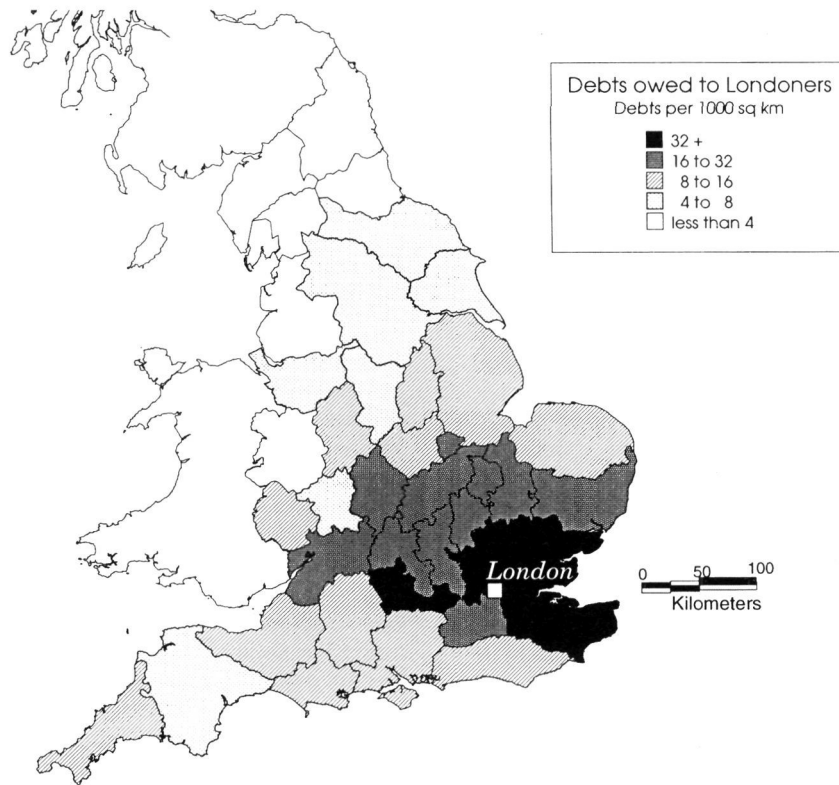 Debts owed to Londoners
Debts per 1000 sq km
32 +
16 to 32
8 to 16
4 to 8
less than 4
London
0 50 100
Kilometers